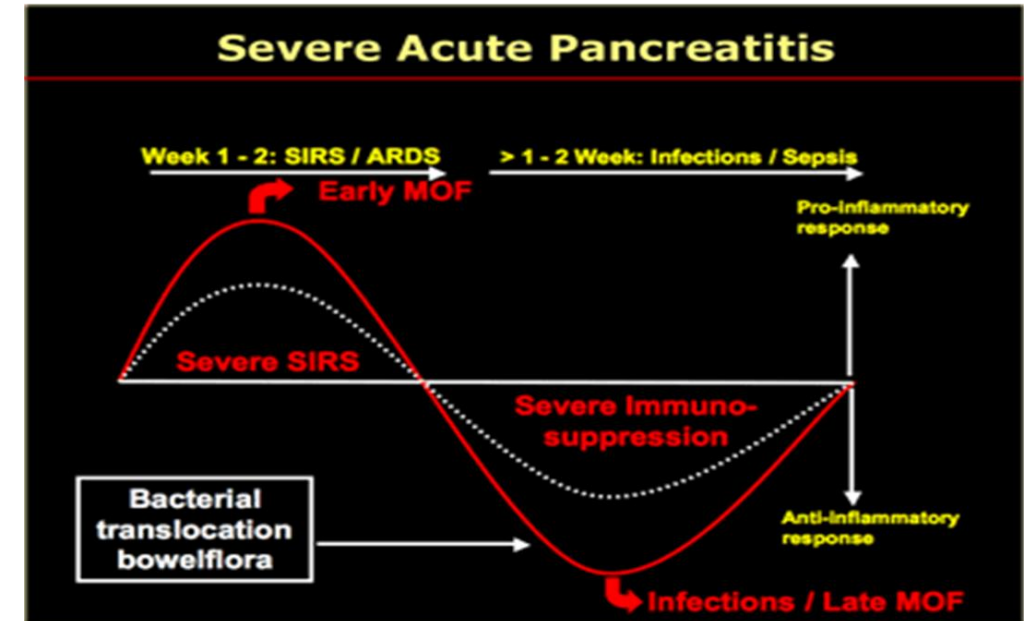 Severe Acute Pancreatitis
Week 1 - 2: SIRS / ARDS
> 1 - 2 Week: Infections / Sepsis
Early MOF
Pro-inflammatory
response
Severe SIRS
Severe Immuno-
suppression
Bacterial
translocation
bowelflora
Anti-inflammatory
response
Infections / Late MOF